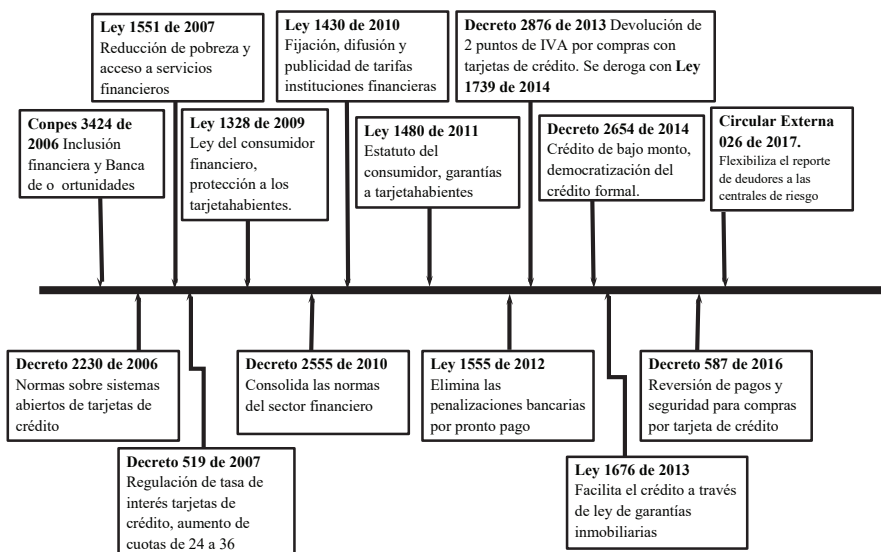 Ley 1551 de 2007
Reducción de pobreza y
acceso a servicios
financieros
Ley 1430 de 2010
Fijación, difusión y
publicidad de tarifas
instituciones financieras
Decreto 2876 de 2013 Devolución de
2 puntos de IVA por compras con
tarjetas de crédito. Se deroga con Ley
1739 de 2014
Conpes 3424 de
2006 Inclusión
financiera y Banca
de o ortunidades
Ley 1328 de 2009
Ley del consumidor
financiero,
protección a los
tarjetahabientes.
Ley 1480 de 2011
Estatuto del
consumidor, garantías
a tarjetahabientes
Decreto 2654 de 2014
Crédito de bajo monto,
democratización del
crédito formal.
Circular Externa
026 de 2017.
Flexibiliza el reporte
de deudores a las
centrales de riesgo
Decreto 2230 de 2006
Normas sobre sistemas
abiertos de tarjetas de
crédito
Decreto 2555 de 2010
Consolida las normas
del sector financiero
Ley 1555 de 2012
Elimina las
penalizaciones bancarias
por pronto pago
Decreto 587 de 2016
Reversión de pagos y
seguridad para compras
por tarjeta de crédito
Decreto 519 de 2007
Regulación de tasa de
interés tarjetas de
crédito, aumento de
cuotas de 24 a 36
Ley 1676 de 2013
Facilita el crédito a través
de ley de garantías
inmobiliarias